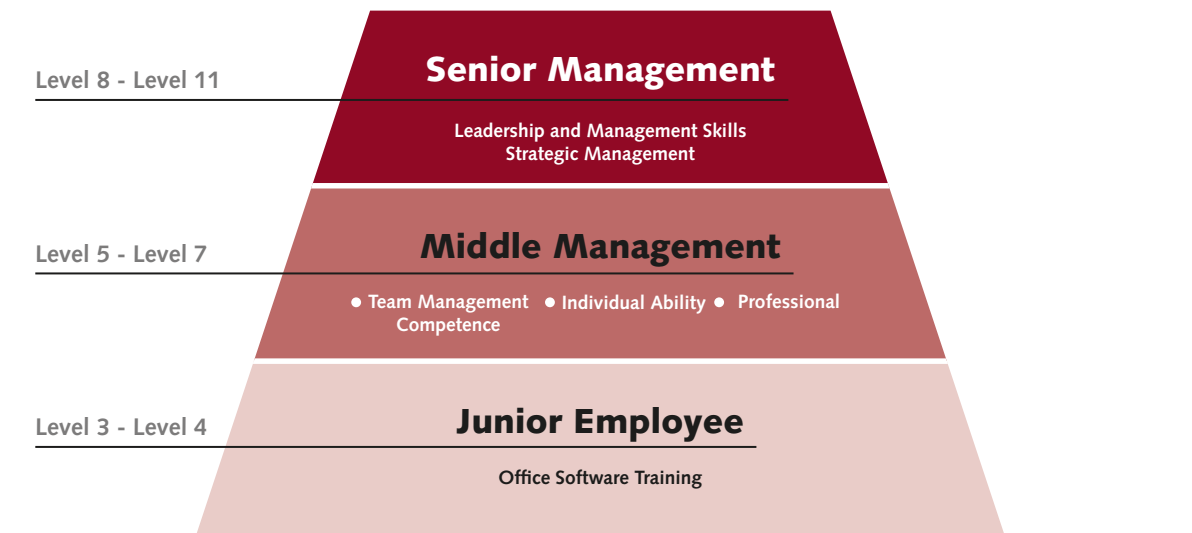 Level 8 - Level 11
Senior Management
Leadership and Management Skills
Strategic Management
Level 5 - Level 7
Middle Management
● Team Management ● Individual Ability ● Professional
Competence
Level 3 - Level 4
Junior Employee
Office Software Training